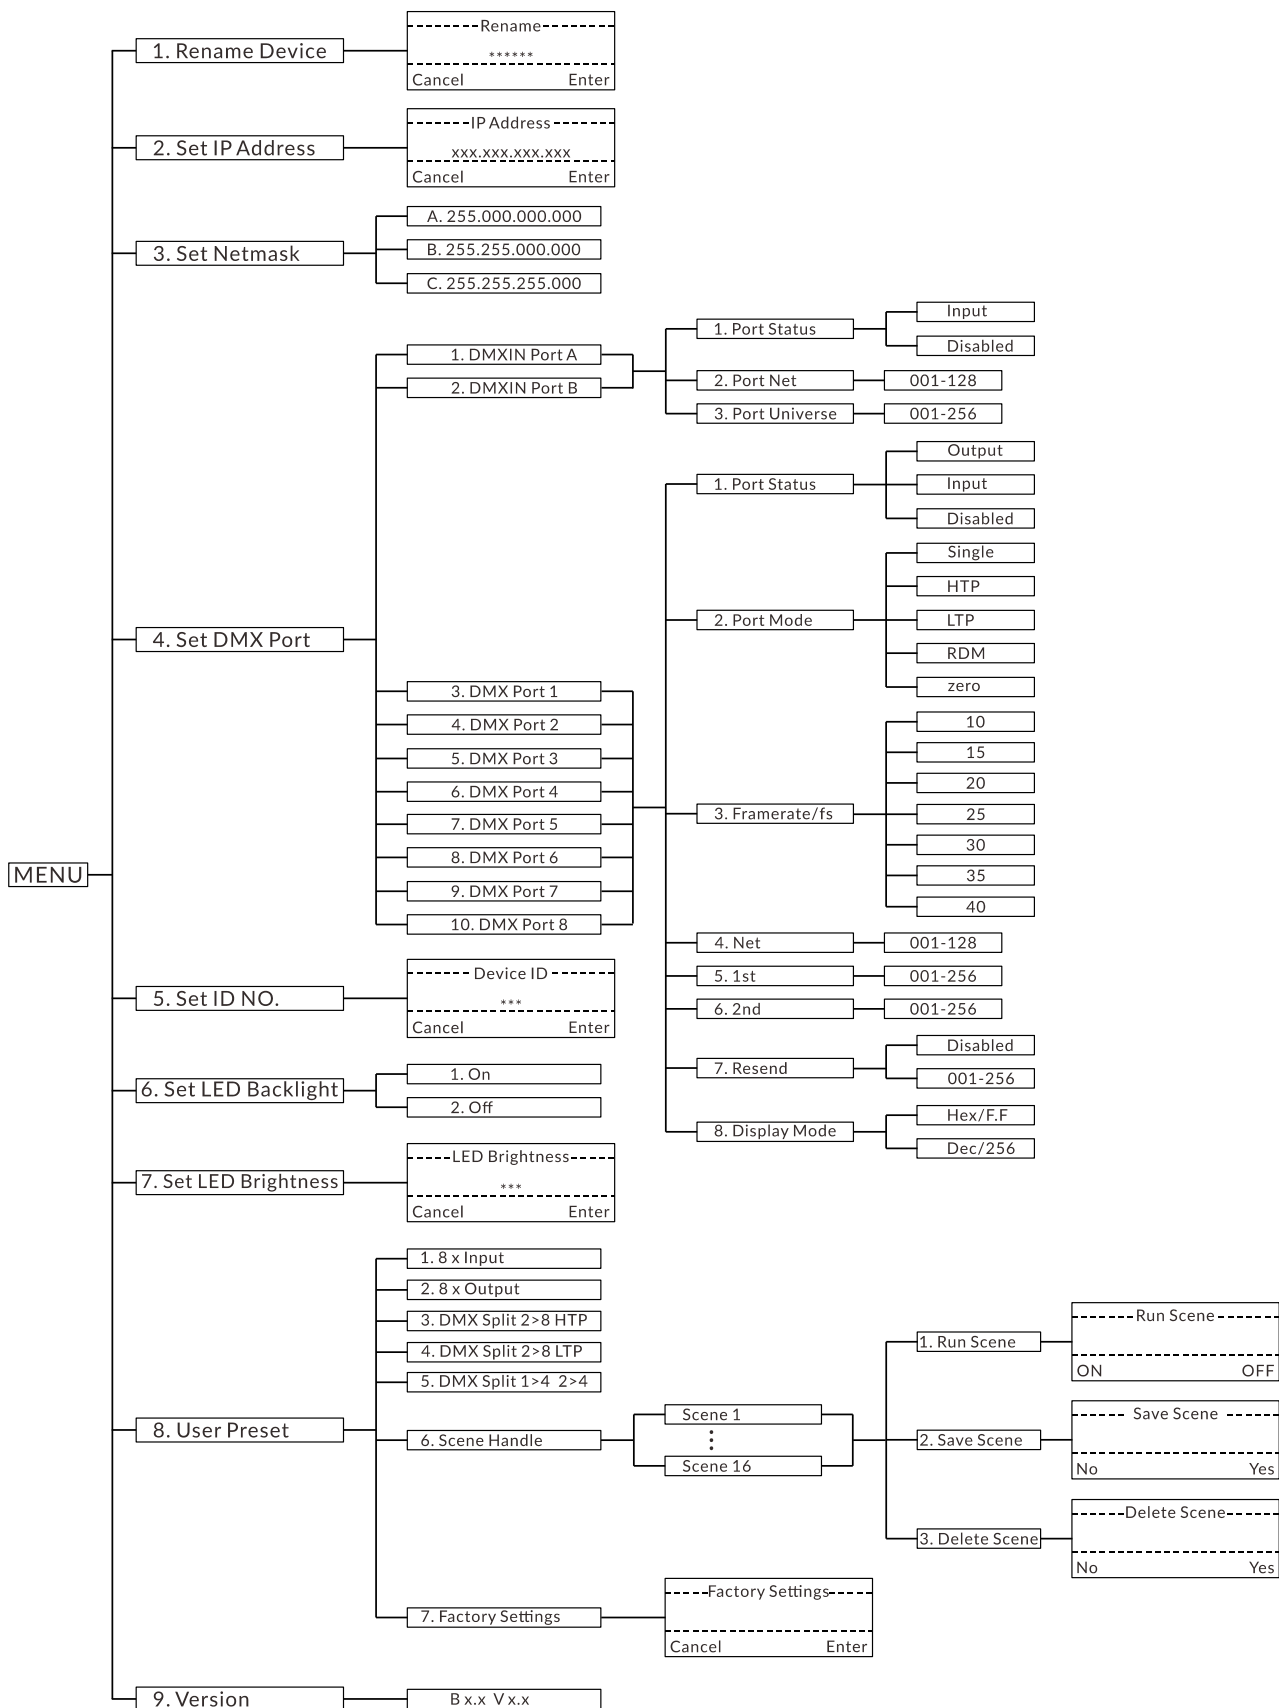 MENU
1. Rename Device
Rename
******
Cancel Enter
2. Set IP Address
IP Address
xxx.xxx.xxx.xxx
Cancel Enter
3. Set Netmask
A. 255.000.000.000
B. 255.255.000.000
C. 255.255.255.000
4. Set DMX Port
1. DMXIN Port A
2. DMXIN Port B
1. Port Status
Input
Disabled
2. Port Net
001-128
3. Port Universe
001-256
3. DMX Port 1
4. DMX Port 2
5. DMX Port 3
6. DMX Port 4
7. DMX Port 5
8. DMX Port 6
9. DMX Port 7
10. DMX Port 8
1. Port Status
Output
Input
Disabled
2. Port Mode
Single
HTP
LTP
RDM
zero
3. Framerate/fs
10
15
20
25
30
35
40
4. Net
001-128
5. 1st
001-256
6. 2nd
001-256
7. Resend
Disabled
001-256
8. Display Mode
Hex/F.F
Dec/256
5. Set ID NO.
Device ID
***
Cancel Enter
6. Set LED Backlight
1. On
2. Off
7. Set LED Brightness
LED Brightness
***
Cancel Enter
8. User Preset
1. 8 x Input
2. 8 x Output
3. DMX Split 2>8 HTP
4. DMX Split 2>8 LTP
5. DMX Split 1>4 2>4
6. Scene Handle
Scene 1
⋮
Scene 16
1. Run Scene
Run Scene
ON OFF
2. Save Scene
Save Scene
No Yes
3. Delete Scene
Delete Scene
No Yes
7. Factory Settings
Factory Settings
Cancel Enter
9. Version
B x.x V x.x